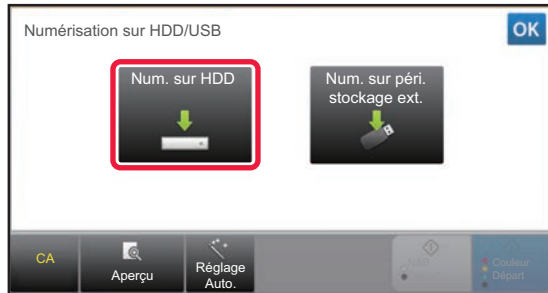 Numérisation sur HDD/USB
OK
Num. sur HDD
Num. sur péri.
stockage ext.
CA
Aperçu
Réglage
Auto.
N&B
Couleur
Départ